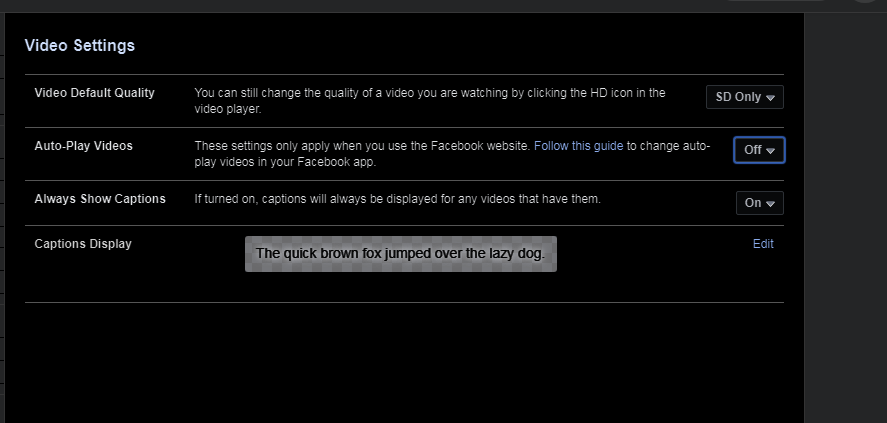 Video Settings
Video Default Quality
You can still change the quality of a video you are watching by clicking the HD icon in the
video player.
SD Only
Auto-Play Videos
These settings only apply when you use the Facebook website. Follow this guide to change auto-
play videos in your Facebook app.
Off
Always Show Captions
If turned on, captions will always be displayed for any videos that have them.
On
Captions Display
The quick brown fox jumped over the lazy dog.
Edit